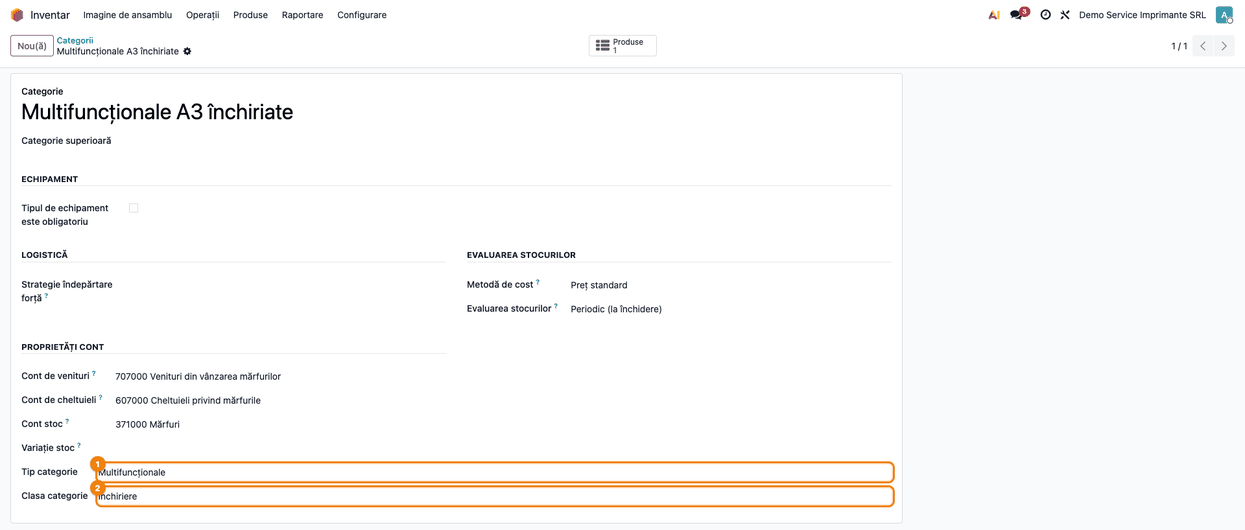 Inventar Imagine de ansamblu Operații Produse Raportare Configurare AI 3 Demo Service Imprimante SRL A
Nou(ă) Categorii Produse 1 / 1
Multifuncționale A3 închiriate 1
Categorie
Multifuncționale A3 închiriate
Categorie superioară
ECHIPAMENT
Tipul de echipament
este obligatoriu
LOGISTICĂ EVALUAREA STOCURILOR
Strategie îndepărtare Metodă de cost ? Preț standard
forță ?
Evaluarea stocurilor ? Periodic (la închidere)
PROPRIETĂȚI CONT
Cont de venituri ? 707000 Venituri din vânzarea mărfurilor
Cont de cheltuieli ? 607000 Cheltuieli privind mărfurile
Cont stoc ? 371000 Mărfuri
Variație stoc ?
Tip categorie 1 Multifuncționale
Clasa categorie 2 Închiriere